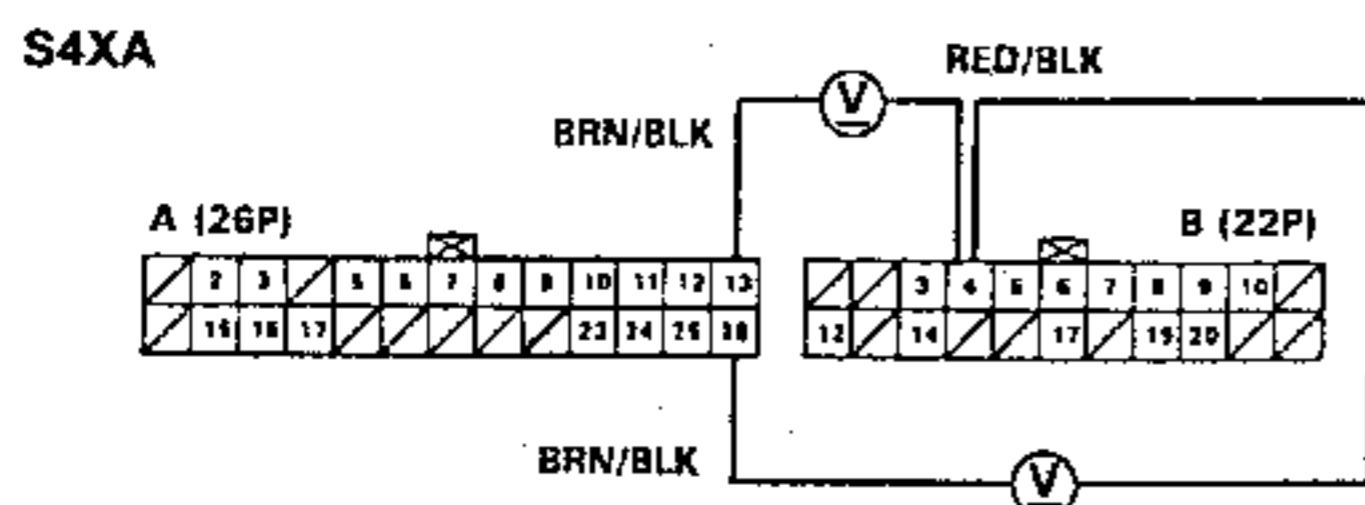 S4XA
RED/BLK
V
BRN/BLK
A (26P)
B (22P)
2 3 5 6 7 8 9 10 11 12 13
15 16 17 23 24 25 26
3 4 5 6 7 8 9 10
12 14 17 19 20
BRN/BLK
V